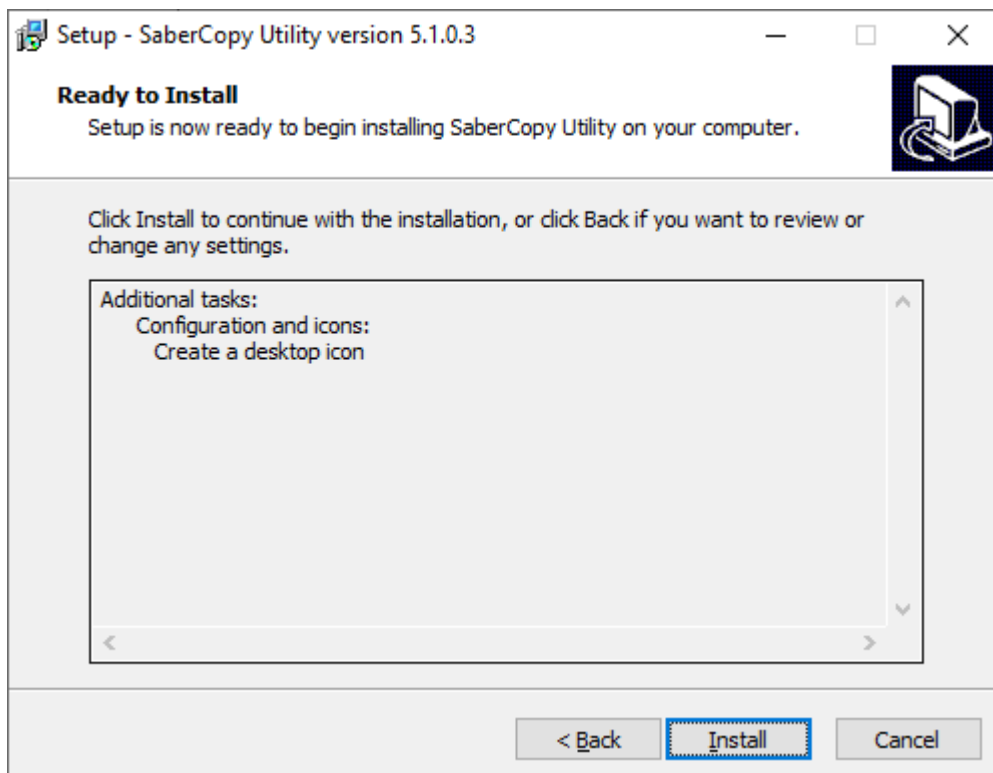 Setup - SaberCopy Utility version 5.1.0.3
Ready to Install
Setup is now ready to begin installing SaberCopy Utility on your computer.
Click Install to continue with the installation, or click Back if you want to review or
change any settings.
Additional tasks:
Configuration and icons:
Create a desktop icon
< Back
Install
Cancel